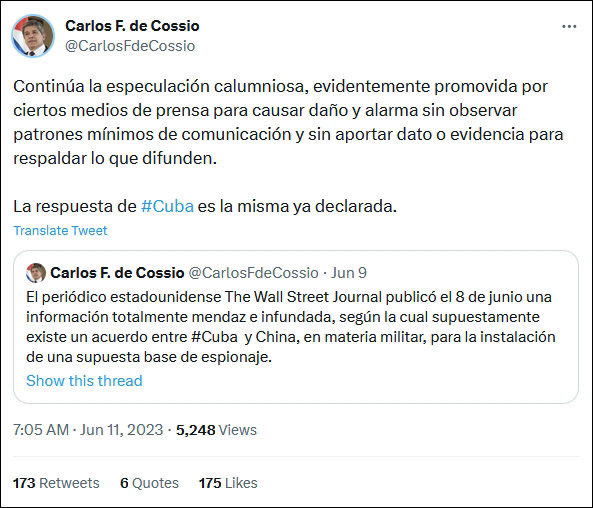 Carlos F. de Cossio
@CarlosFdeCossio
Continúa la especulación calumniosa, evidentemente promovida por
ciertos medios de prensa para causar daño y alarma sin observar
patrones mínimos de comunicación y sin aportar dato o evidencia para
respaldar lo que difunden.
La respuesta de #Cuba es la misma ya declarada.
Translate Tweet
Carlos F. de Cossio @CarlosFdeCossio · Jun 9
El periódico estadounidense The Wall Street Journal publicó el 8 de junio una
información totalmente mendaz e infundada, según la cual supuestamente
existe un acuerdo entre #Cuba y China, en materia militar, para la instalación
de una supuesta base de espionaje.
Show this thread
7:05 AM · Jun 11, 2023 · 5,248 Views
173 Retweets 6 Quotes 175 Likes